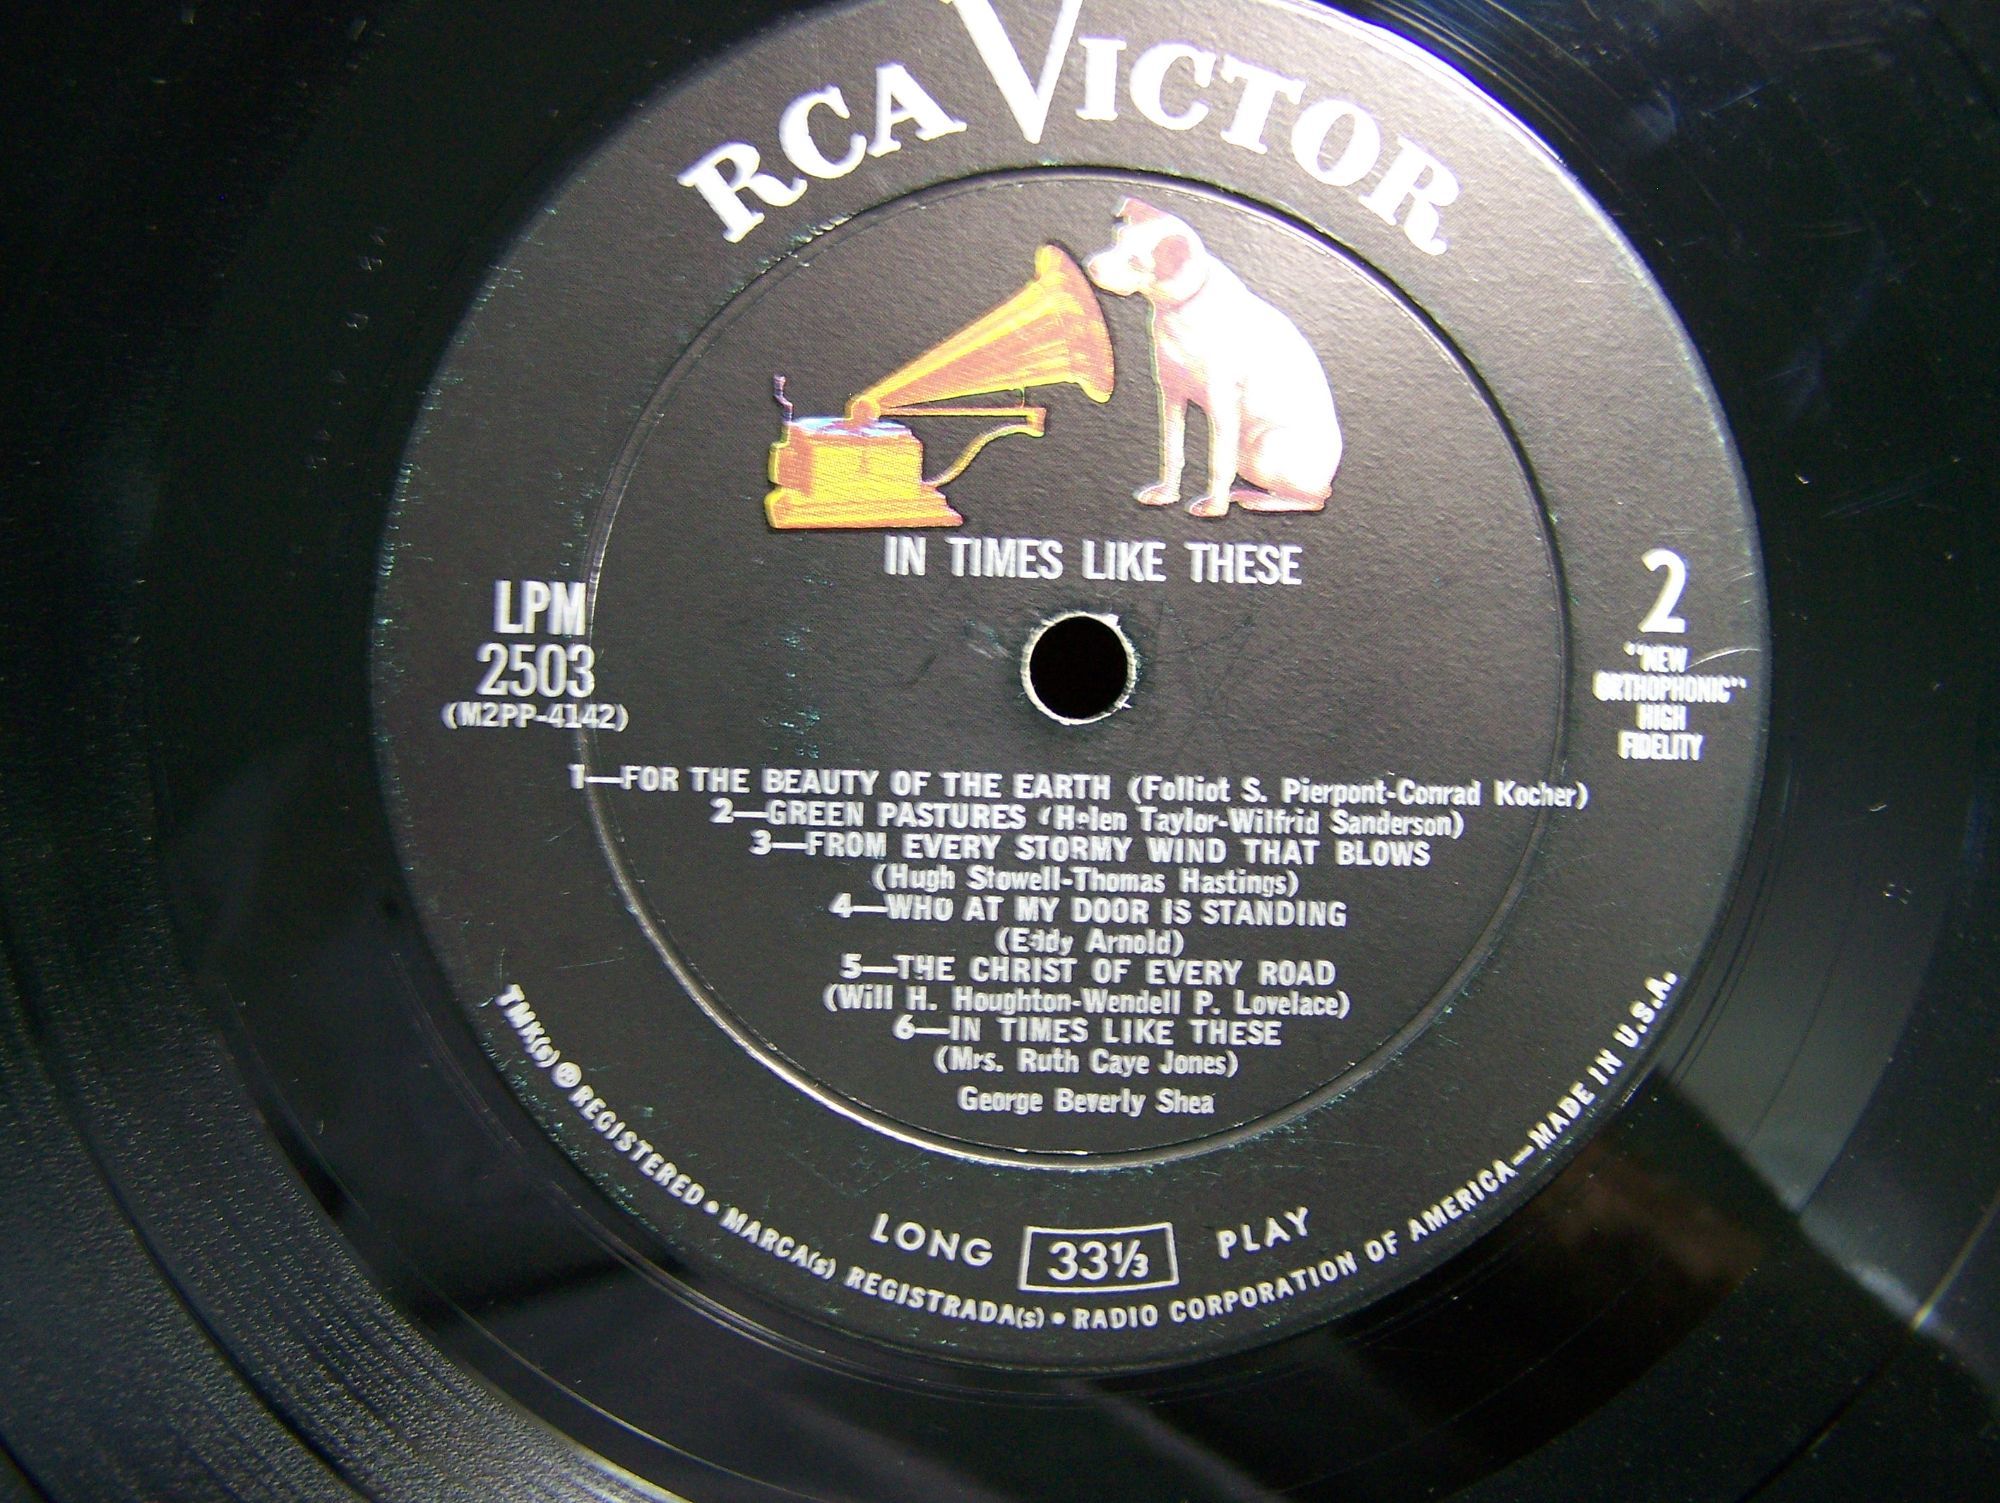 RCA VICTOR
IN TIMES LIKE THESE
LPM
2503
(M2PP-4142)
2
"NEW
ORTHOPHONIC"
HIGH
FIDELITY
1—FOR THE BEAUTY OF THE EARTH (Folliot S. Pierpont-Conrad Kocher)
2—GREEN PASTURES (Helen Taylor-Wilfrid Sanderson)
3—FROM EVERY STORMY WIND THAT BLOWS
(Hugh Stowell-Thomas Hastings)
4—WHO AT MY DOOR IS STANDING
(Eddy Arnold)
5—THE CHRIST OF EVERY ROAD
(Will H. Houghton-Wendell P. Lovelace)
6—IN TIMES LIKE THESE
(Mrs. Ruth Caye Jones)
George Beverly Shea
LONG 33⅓ PLAY
TMK(s) ® REGISTERED • MARCA(s) REGISTRADA(s) • RADIO CORPORATION OF AMERICA—MADE IN U.S.A.